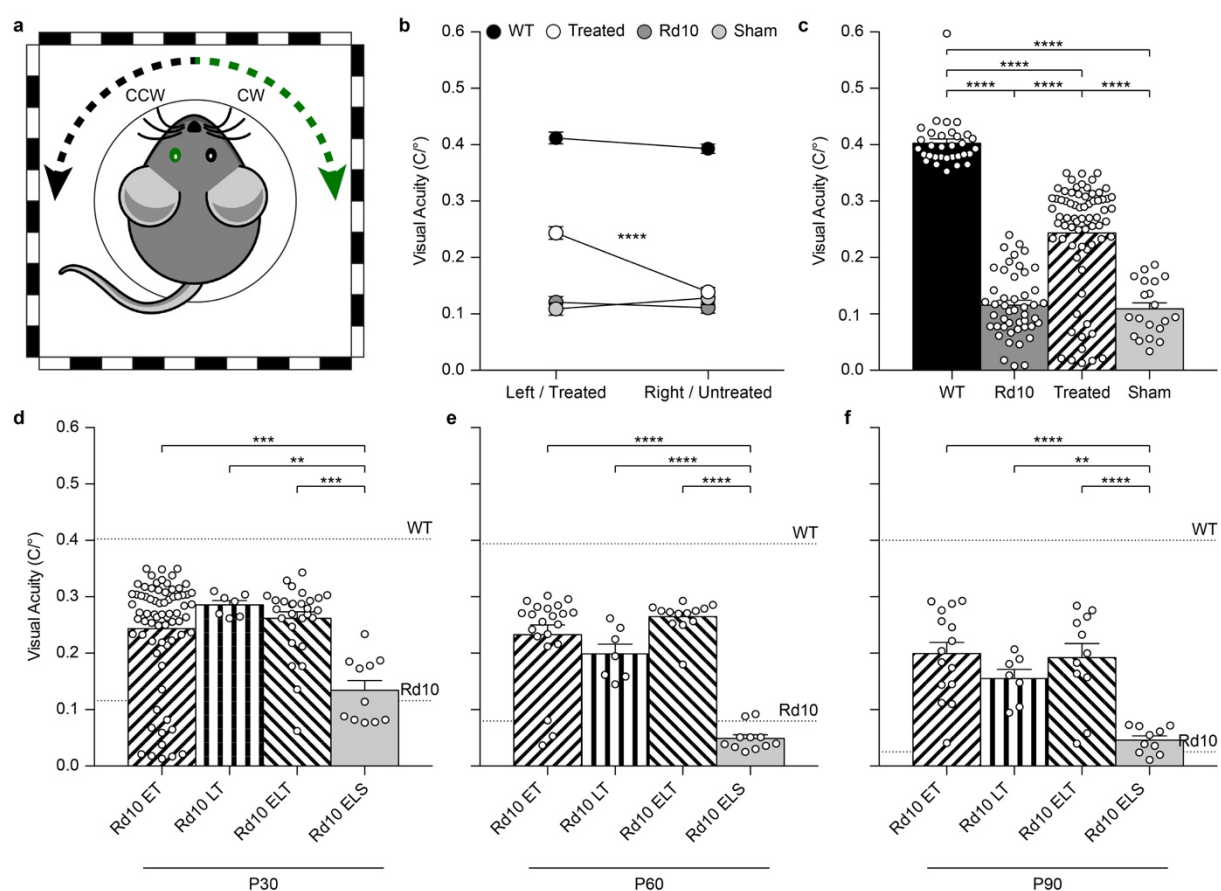 a
CCW
CW
b
WT
Treated
Rd10
Sham
Visual Acuity (C/°)
0.6
0.5
0.4
0.3
0.2
0.1
0.0
****
Left / Treated
Right / Untreated
c
Visual Acuity (C/°)
0.6
0.5
0.4
0.3
0.2
0.1
0.0
****
****
**** **** ****
WT
Rd10
Treated
Sham
d
Visual Acuity (C/°)
0.6
0.5
0.4
0.3
0.2
0.1
0.0
***
**
***
WT
Rd10
Rd10 ET
Rd10 LT
Rd10 ELT
Rd10 ELS
P30
e
****
****
****
WT
Rd10
Rd10 ET
Rd10 LT
Rd10 ELT
Rd10 ELS
P60
f
****
**
****
WT
Rd10
Rd10 ET
Rd10 LT
Rd10 ELT
Rd10 ELS
P90